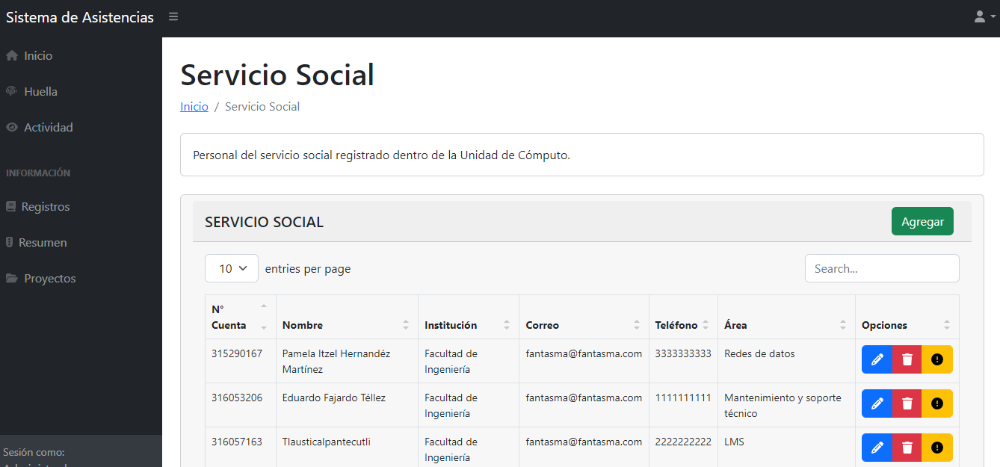 Sistema de Asistencias
Inicio
Huella
Actividad
INFORMACIÓN
Registros
Resumen
Proyectos
Sesión como:
Servicio Social
Inicio / Servicio Social
Personal del servicio social registrado dentro de la Unidad de Cómputo.
SERVICIO SOCIAL Agregar
10 entries per page Search...
N° Cuenta Nombre Institución Correo Teléfono Área Opciones
315290167 Pamela Itzel Hernandéz Martínez Facultad de Ingeniería fantasma@fantasma.com 3333333333 Redes de datos
316053206 Eduardo Fajardo Téllez Facultad de Ingeniería fantasma@fantasma.com 1111111111 Mantenimiento y soporte técnico
316057163 Tlausticalpantecutli Facultad de Ingeniería fantasma@fantasma.com 2222222222 LMS